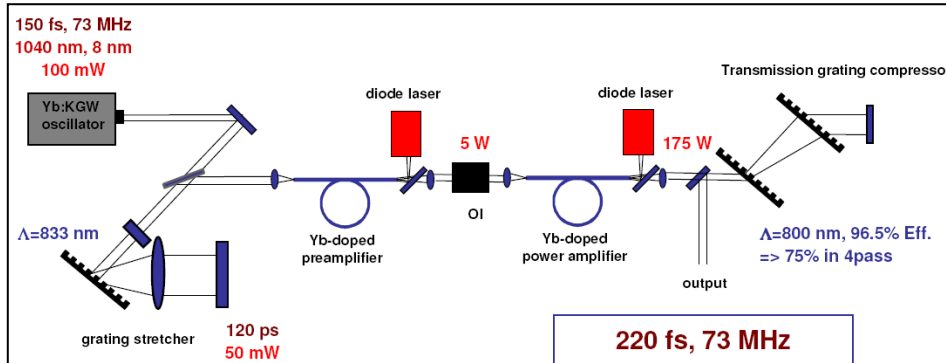 150 fs, 73 MHz
1040 nm, 8 nm
100 mW
Yb:KGW
oscillator
Λ=833 nm
grating stretcher
120 ps
50 mW
diode laser
Yb-doped
preamplifier
5 W
OI
diode laser
175 W
Yb-doped
power amplifier
output
Transmission grating compresso
Λ=800 nm, 96.5% Eff.
=> 75% in 4pass
220 fs, 73 MHz